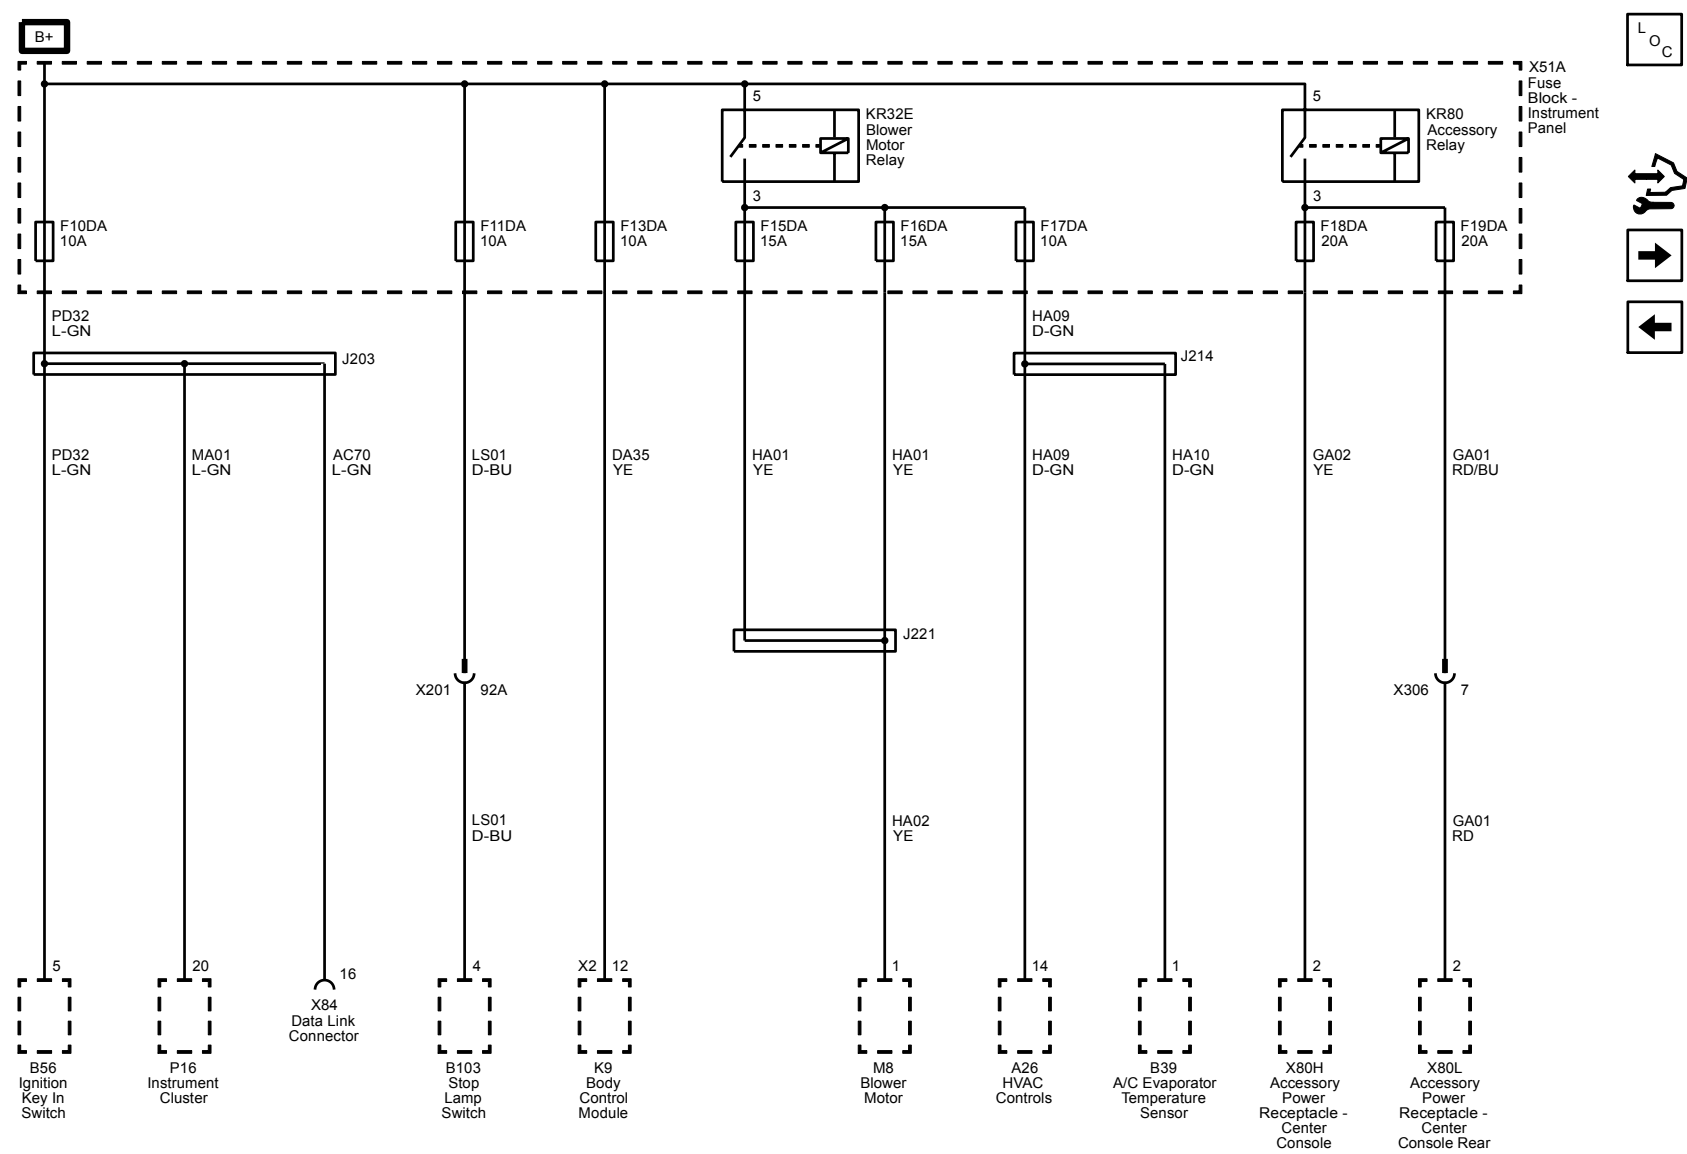 B+
L
O
C
X51A
Fuse
Block -
Instrument
Panel
5
KR32E
Blower
Motor
Relay
3
5
KR80
Accessory
Relay
3
F10DA
10A
F11DA
10A
F13DA
10A
F15DA
15A
F16DA
15A
F17DA
10A
F18DA
20A
F19DA
20A
PD32
L-GN
J203
HA09
D-GN
J214
PD32
L-GN
MA01
L-GN
AC70
L-GN
LS01
D-BU
DA35
YE
HA01
YE
HA01
YE
HA09
D-GN
HA10
D-GN
GA02
YE
GA01
RD/BU
J221
X201 92A
X306 7
LS01
D-BU
HA02
YE
GA01
RD
5
B56
Ignition
Key In
Switch
20
P16
Instrument
Cluster
16
X84
Data Link
Connector
4
B103
Stop
Lamp
Switch
X2 12
K9
Body
Control
Module
1
M8
Blower
Motor
14
A26
HVAC
Controls
1
B39
A/C Evaporator
Temperature
Sensor
2
X80H
Accessory
Power
Receptacle -
Center
Console
2
X80L
Accessory
Power
Receptacle -
Center
Console Rear